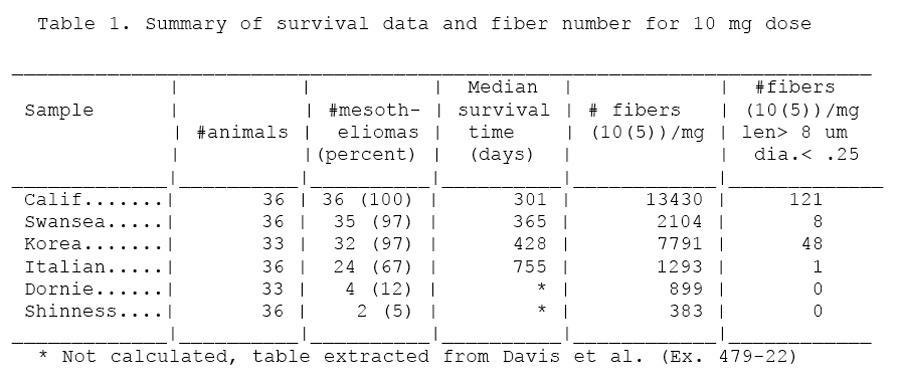 Table 1. Summary of survival data and fiber number for 10 mg dose
| | | Median | | #fibers
Sample | | #mesoth- | survival | # fibers | (10(5))/mg
| #animals | eliomas | time | (10(5))/mg | len> 8 um
| | (percent) | (days) | | dia.< .25
Calif.......| 36 | 36 (100) | 301 | 13430 | 121
Swansea.....| 36 | 35 (97) | 365 | 2104 | 8
Korea.......| 33 | 32 (97) | 428 | 7791 | 48
Italian.....| 36 | 24 (67) | 755 | 1293 | 1
Dornie......| 33 | 4 (12) | * | 899 | 0
Shinness....| 36 | 2 (5) | * | 383 | 0
* Not calculated, table extracted from Davis et al. (Ex. 479-22)